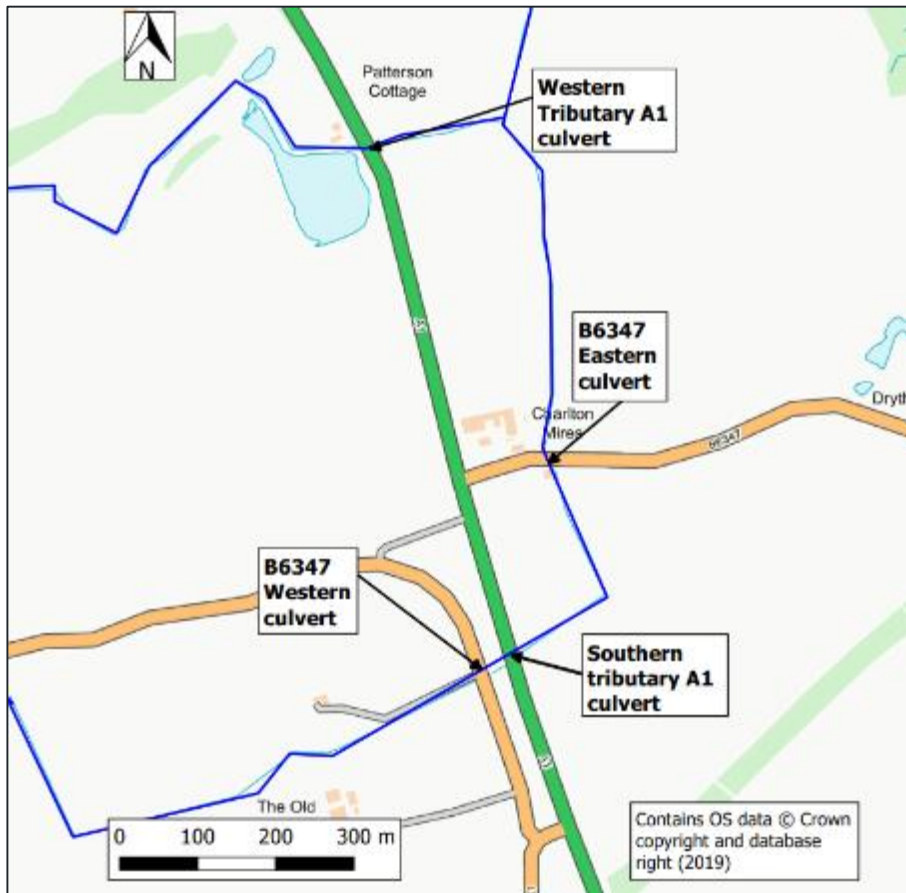 N
Patterson
Cottage
Western
Tributary A1
culvert
B6347
Eastern
culvert
Charlton
Mires
B6347
B6347
Western
culvert
Southern
tributary A1
culvert
The Old
0 100 200 300 m
Contains OS data © Crown
copyright and database
right (2019)